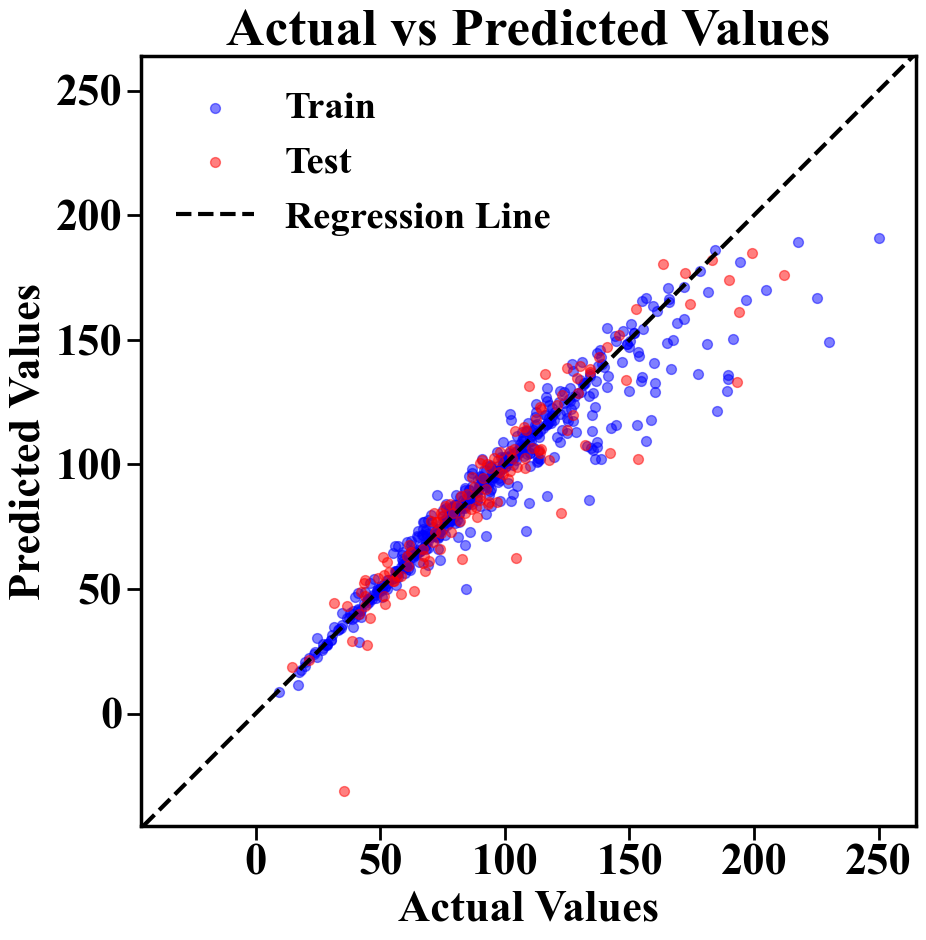 Actual vs Predicted Values
Train
Test
Regression Line
Predicted Values
250
200
150
100
50
0
0 50 100 150 200 250
Actual Values